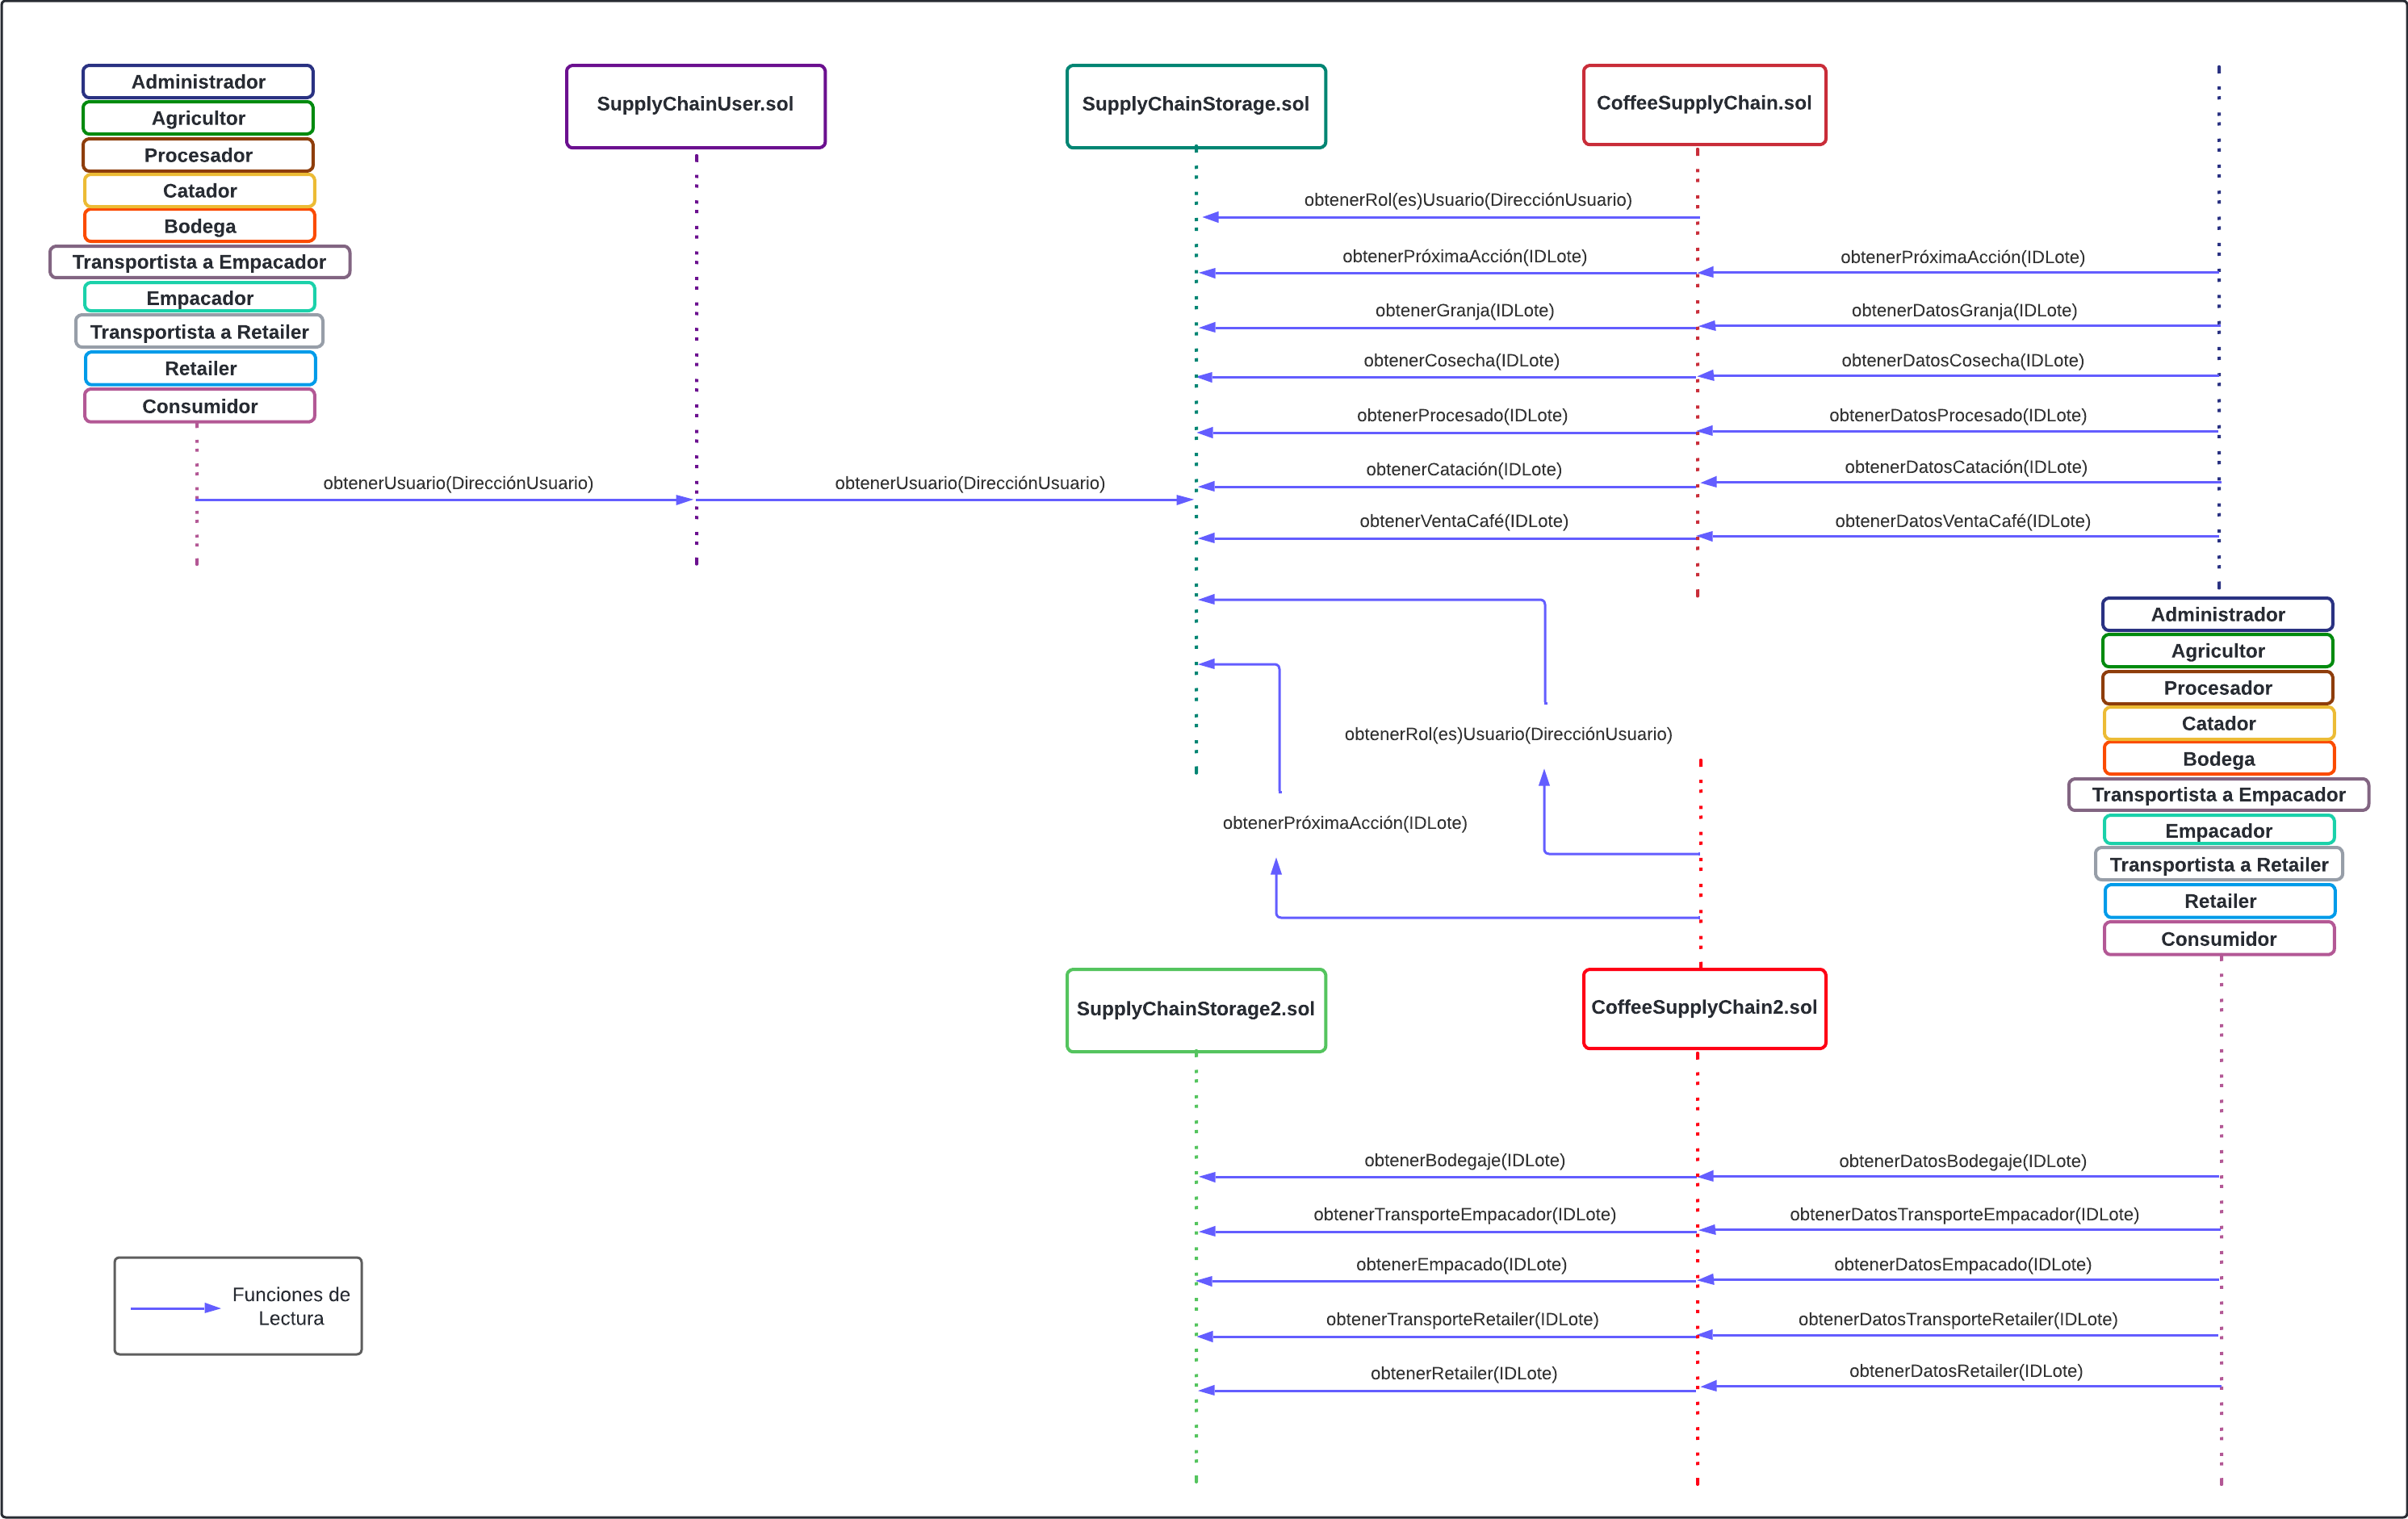 Administrador
Agricultor
Procesador
Catador
Bodega
Transportista a Empacador
Empacador
Transportista a Retailer
Retailer
Consumidor
SupplyChainUser.sol
SupplyChainStorage.sol
CoffeeSupplyChain.sol
obtenerRol(es)Usuario(DirecciónUsuario)
obtenerPróximaAcción(IDLote)
obtenerPróximaAcción(IDLote)
obtenerGranja(IDLote)
obtenerDatosGranja(IDLote)
obtenerCosecha(IDLote)
obtenerDatosCosecha(IDLote)
obtenerProcesado(IDLote)
obtenerDatosProcesado(IDLote)
obtenerUsuario(DirecciónUsuario)
obtenerUsuario(DirecciónUsuario)
obtenerCatación(IDLote)
obtenerDatosCatación(IDLote)
obtenerVentaCafé(IDLote)
obtenerDatosVentaCafé(IDLote)
obtenerRol(es)Usuario(DirecciónUsuario)
obtenerPróximaAcción(IDLote)
Administrador
Agricultor
Procesador
Catador
Bodega
Transportista a Empacador
Empacador
Transportista a Retailer
Retailer
Consumidor
SupplyChainStorage2.sol
CoffeeSupplyChain2.sol
obtenerBodegaje(IDLote)
obtenerDatosBodegaje(IDLote)
obtenerTransporteEmpacador(IDLote)
obtenerDatosTransporteEmpacador(IDLote)
obtenerEmpacado(IDLote)
obtenerDatosEmpacado(IDLote)
obtenerTransporteRetailer(IDLote)
obtenerDatosTransporteRetailer(IDLote)
obtenerRetailer(IDLote)
obtenerDatosRetailer(IDLote)
Funciones de
Lectura